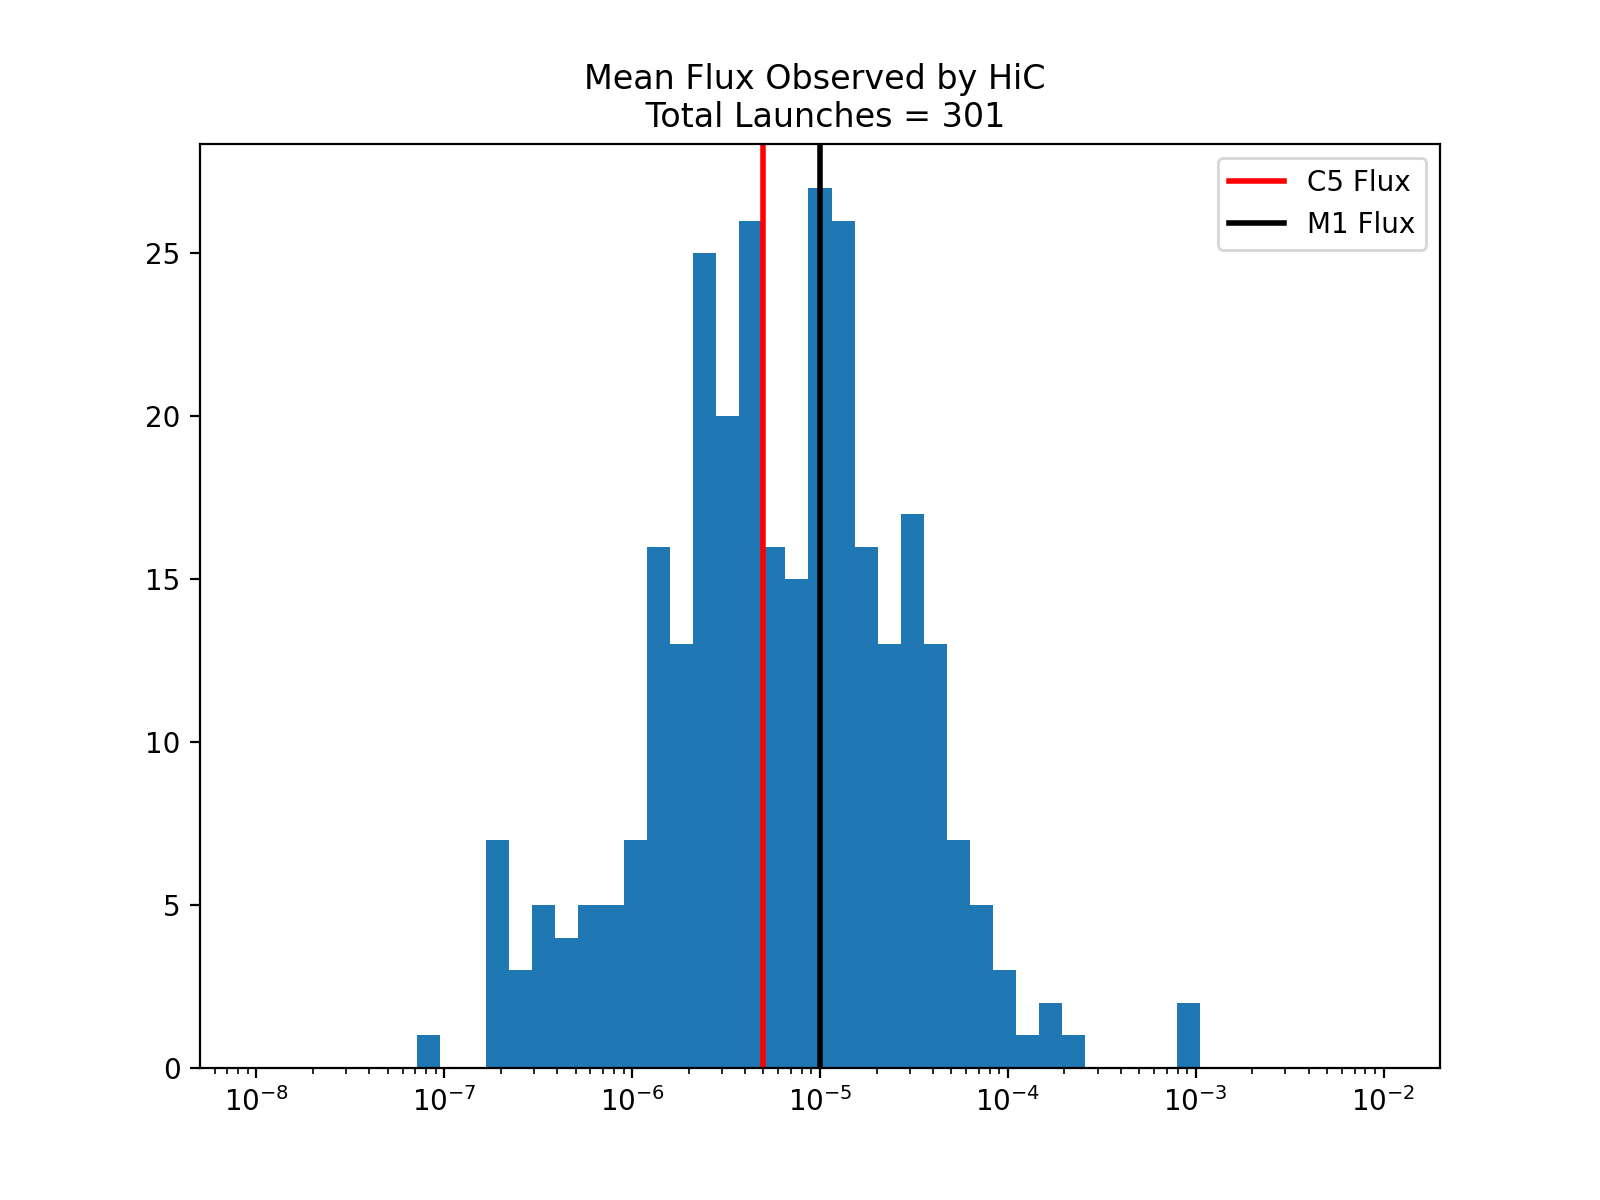 Mean Flux Observed by HiC
Total Launches = 301
C5 Flux
M1 Flux
25
20
15
10
5
0
10⁻⁸ 10⁻⁷ 10⁻⁶ 10⁻⁵ 10⁻⁴ 10⁻³ 10⁻²